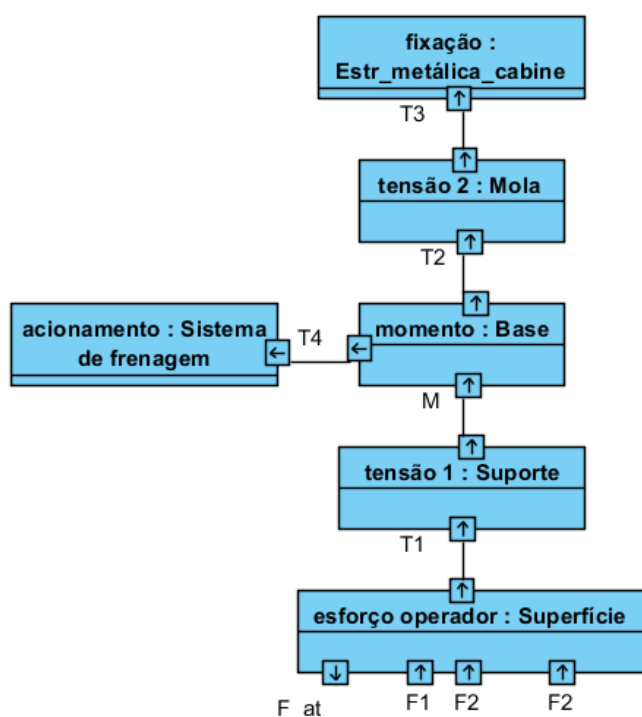 fixação :
Estr_metálica_cabine
T3
tensão 2 : Mola
T2
acionamento : Sistema
de frenagem
T4
momento : Base
M
tensão 1 : Suporte
T1
esforço operador : Superfície
F_at
F1
F2
F2